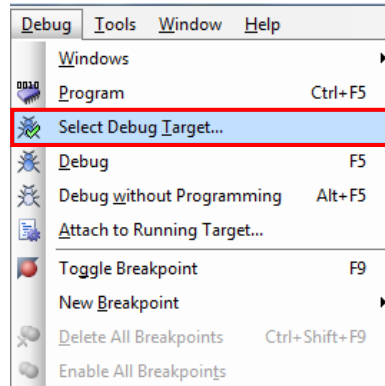 Debug Tools Window Help
Windows
Program Ctrl+F5
Select Debug Target...
Debug F5
Debug without Programming Alt+F5
Attach to Running Target...
Toggle Breakpoint F9
New Breakpoint
Delete All Breakpoints Ctrl+Shift+F9
Enable All Breakpoints